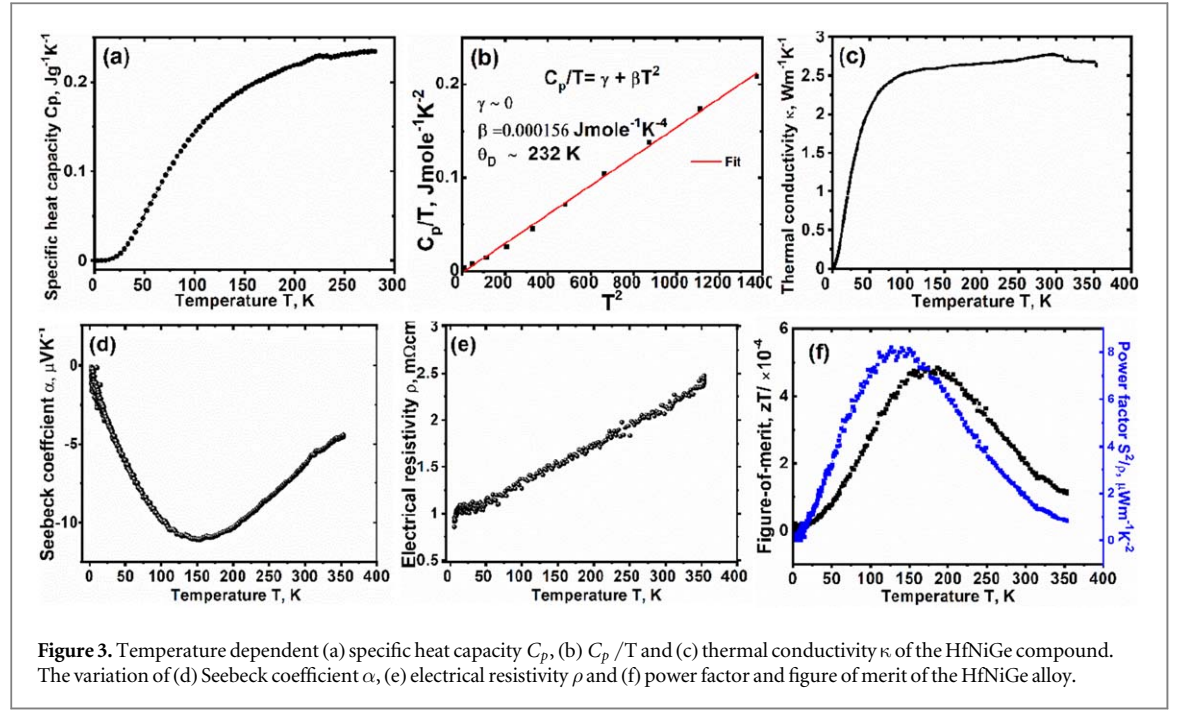 (a)
Specific heat capacity Cp, Jg⁻¹K⁻¹
0.2
0.1
0
0 50 100 150 200 250 300
Temperature T, K
(b)
Cₚ/T= γ + βT²
γ ~ 0
β =0.000156 Jmole⁻¹K⁻⁴
θ_D ~ 232 K
Fit
Cₚ/T, Jmole⁻¹K⁻²
0.2
0.1
0
0 200 400 600 800 1000 1200 1400
T²
(c)
Thermal conductivity κ, Wm⁻¹K⁻¹
3
2.5
2
1.5
1
0.5
0
0 50 100 150 200 250 300 350 400
Temperature T, K
(d)
Seebeck coeffcient α, μVK⁻¹
0
-5
-10
0 50 100 150 200 250 300 350 400
Temperature T, K
(e)
Electrical resistivity ρ, mΩcm
3
2.5
2
1.5
1
0.5
0 50 100 150 200 250 300 350 400
Temperature T, K
(f)
Figure-of-merit, zT/ ×10⁻⁴
6
4
2
0
0 50 100 150 200 250 300 350 400
Temperature T, K
8
6
4
2
0
Power factor S²/ρ, μWm⁻¹K⁻²
Figure 3. Temperature dependent (a) specific heat capacity Cₚ, (b) Cₚ /T and (c) thermal conductivity κ of the HfNiGe compound.
The variation of (d) Seebeck coefficient α, (e) electrical resistivity ρ and (f) power factor and figure of merit of the HfNiGe alloy.